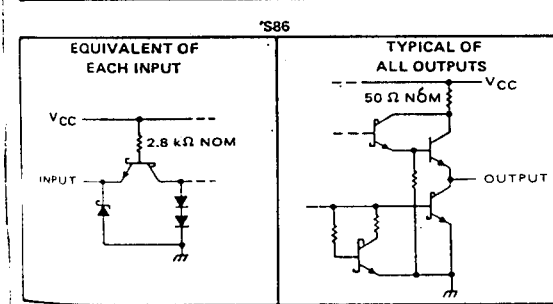 'S86
EQUIVALENT OF
EACH INPUT
VCC
2.8 kΩ NOM
INPUT
TYPICAL OF
ALL OUTPUTS
VCC
50 Ω NOM
OUTPUT